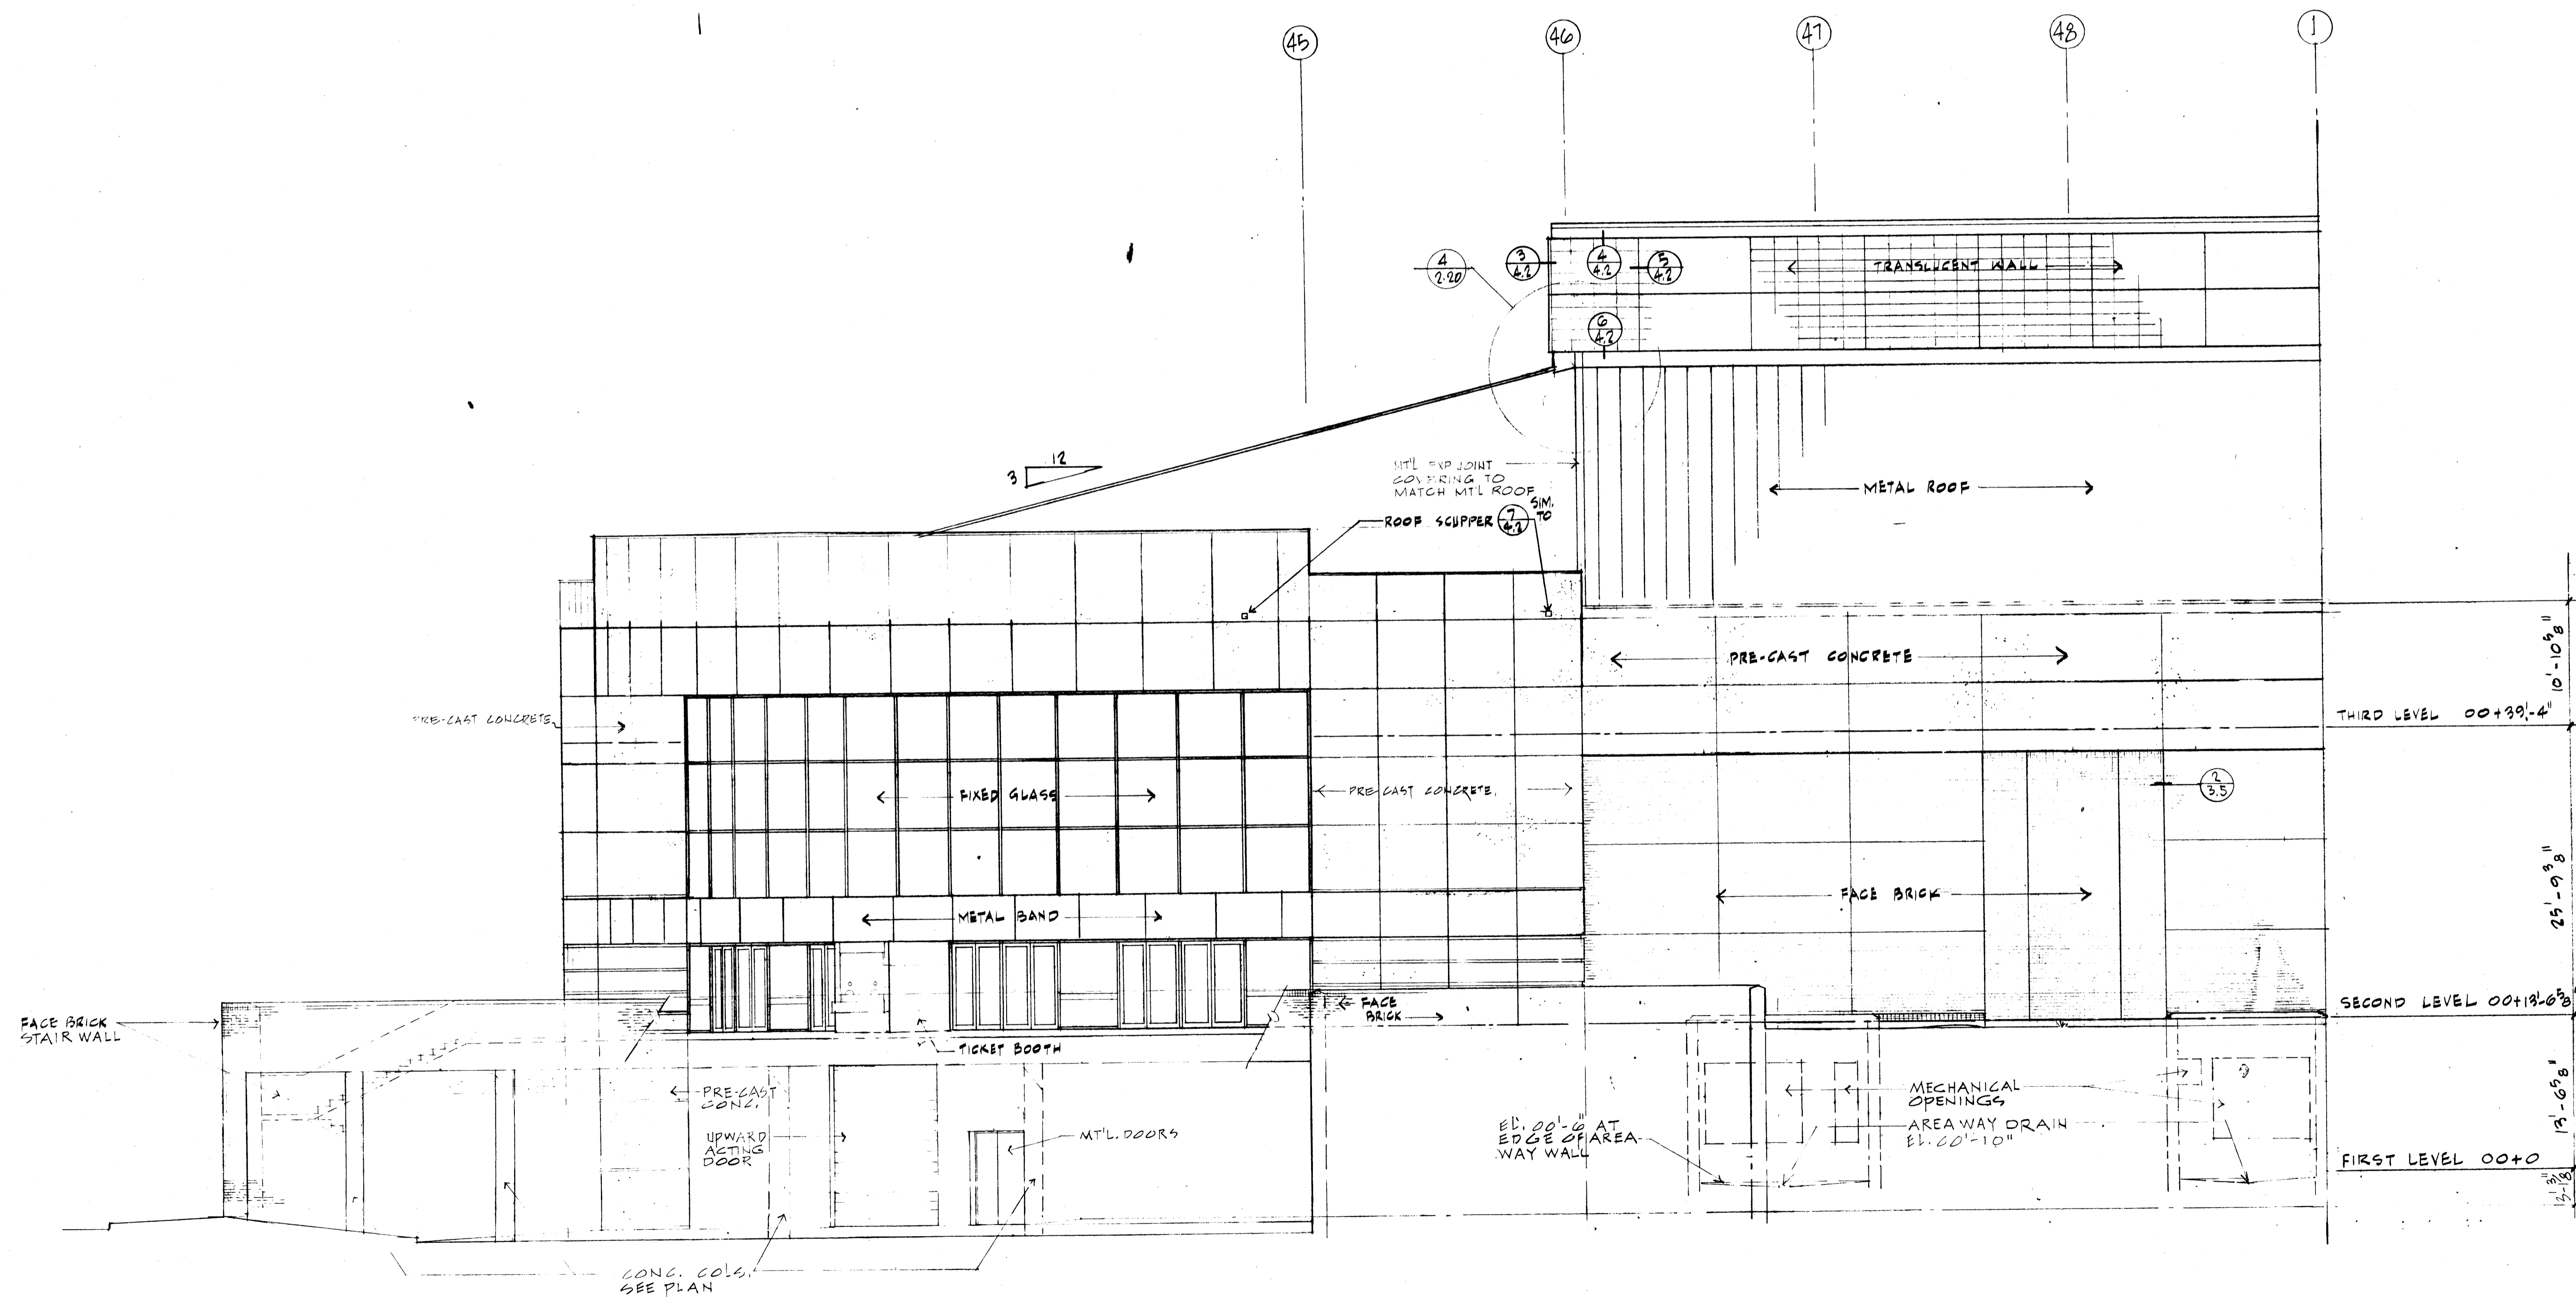 45
46
47
48
1
4
2.20
3
4.2
4
4.2
5
4.2
TRANSLUCENT WALL
6
4.2
12
3
MT'L EXP JOINT
COVERING TO
MATCH MT'L ROOF
METAL ROOF
ROOF SCUPPER
7
4.2
SIM.
TO
10'-10 5/8"
PRE-CAST CONCRETE
PRE-CAST CONCRETE
THIRD LEVEL 00+39'-4"
FIXED GLASS
PRE-CAST CONCRETE
2
3.5
25'-9 3/8"
METAL BAND
FACE BRICK
FACE BRICK
STAIR WALL
FACE
BRICK
SECOND LEVEL 00+13'-6 5/8
TICKET BOOTH
PRE-CAST
CONC.
UPWARD
ACTING
DOOR
MT'L. DOORS
EL. 00'-6" AT
EDGE OF AREA
WAY WALL
MECHANICAL
OPENINGS
AREA WAY DRAIN
EL. 00'-10"
13'-6 5/8"
FIRST LEVEL 00+0
CONC. COLS.
SEE PLAN